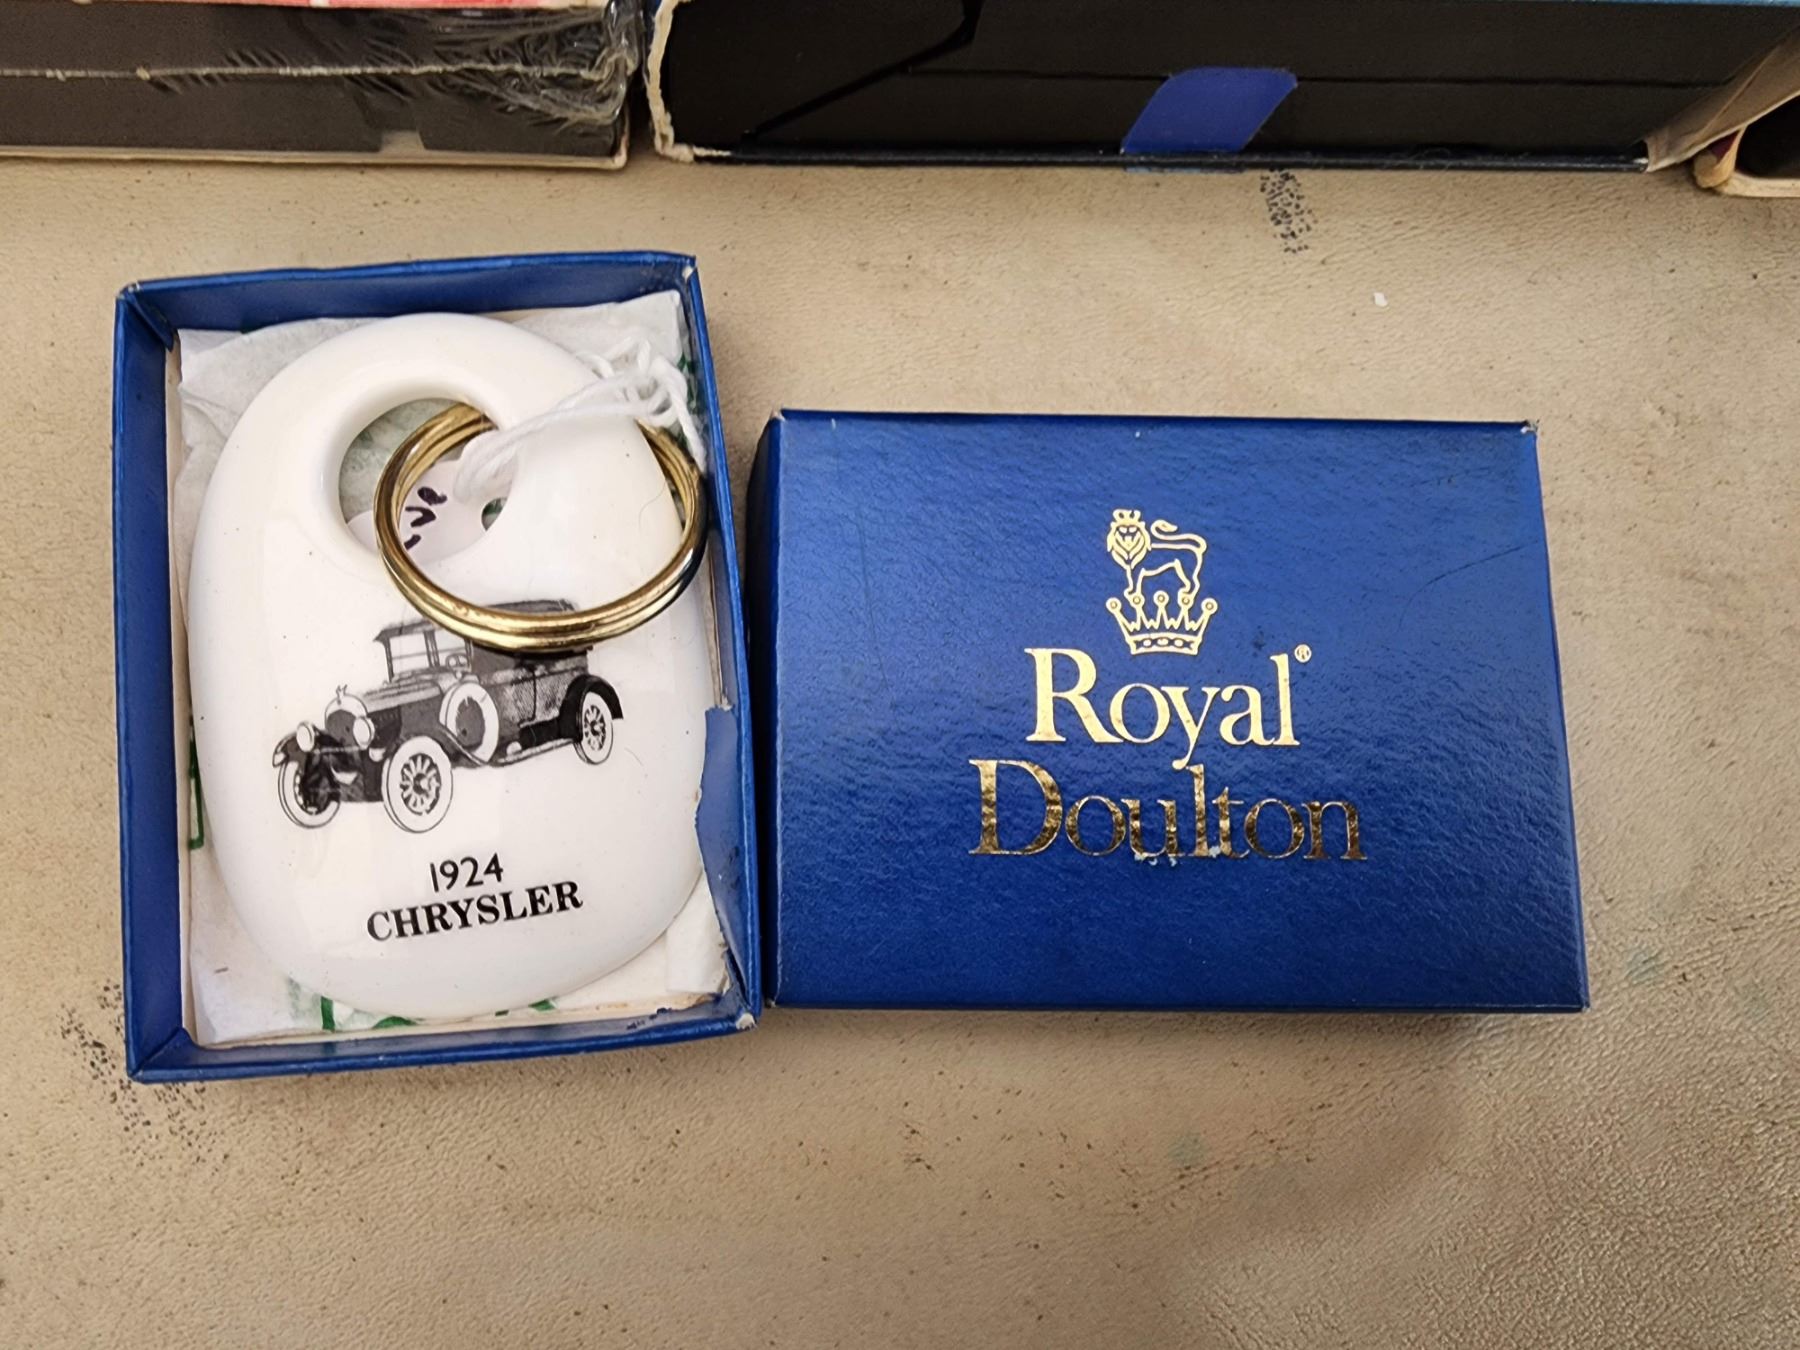 1924
CHRYSLER
Royal®
Doulton